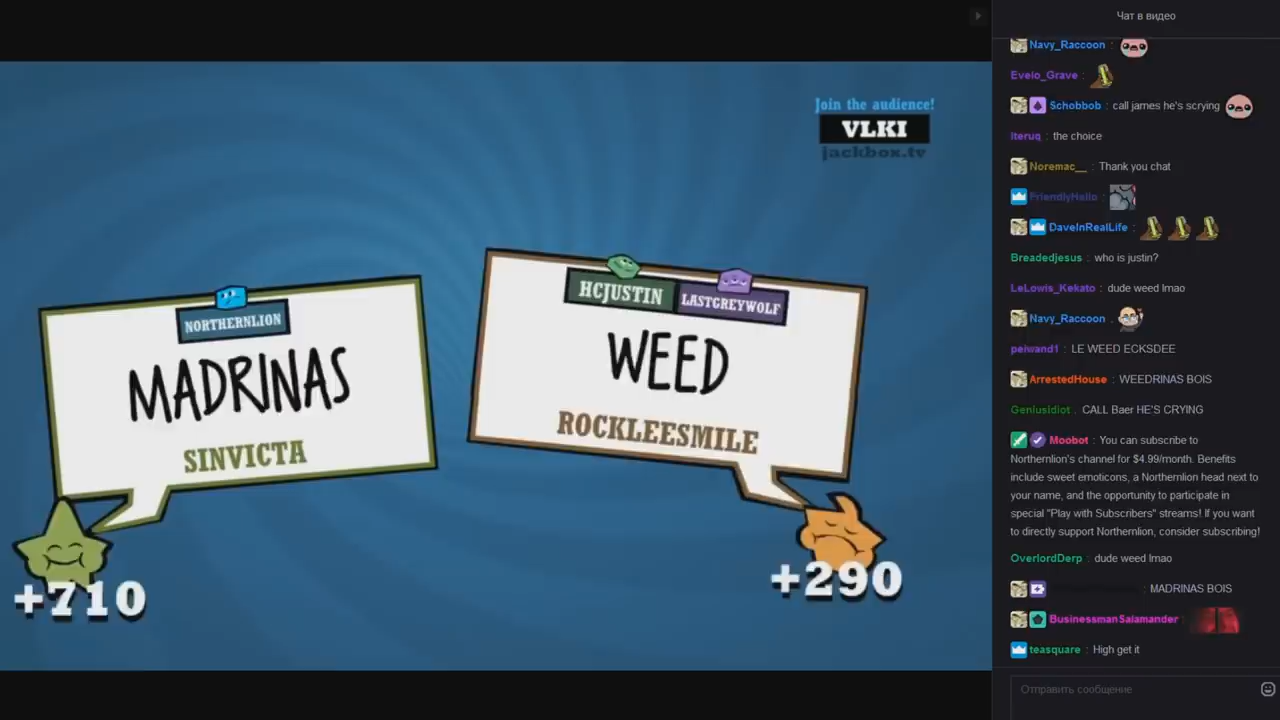 Join the audience!
VLKI
jackbox.tv
NORTHERNLION
MADRINAS
SINVICTA
+710
HCJUSTIN LASTGREYWOLF
WEED
ROCKLEESMILE
+290
Чат в видео
Navy_Raccoon :
Evelo_Grave :
Schobbob : call james he's scrying
iteruq : the choice
Noremac__ : Thank you chat
FriendlyHello :
DaveInRealLife :
Breadedjesus : who is justin?
LeLowis_Kekato : dude weed lmao
Navy_Raccoon :
peiwand1 : LE WEED ECKSDEE
ArrestedHouse : WEEDRINAS BOIS
GeniusIdiot : CALL Baer HE'S CRYING
Moobot : You can subscribe to
Northernlion's channel for $4.99/month. Benefits
include sweet emoticons, a Northernlion head next to
your name, and the opportunity to participate in
special "Play with Subscribers" streams! If you want
to directly support Northernlion, consider subscribing!
OverlordDerp : dude weed lmao
: MADRINAS BOIS
BusinessmanSalamander :
teasquare : High get it
Отправить сообщение